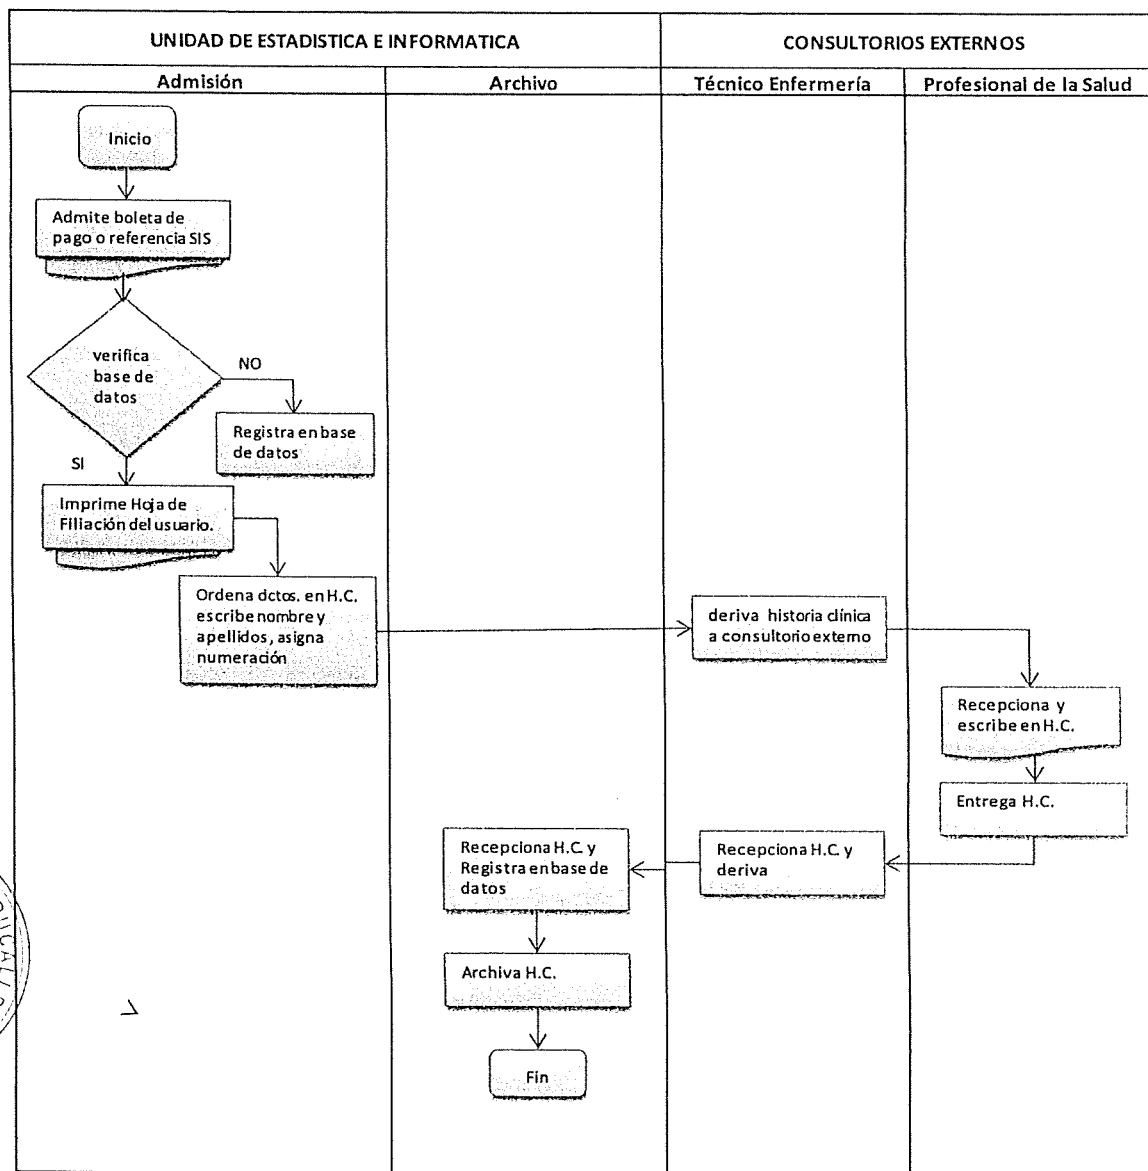 UNIDAD DE ESTADISTICA E INFORMATICA
CONSULTORIOS EXTERNOS
Admisión
Archivo
Técnico Enfermería
Profesional de la Salud
Inicio
Admite boleta de
pago o referencia SIS
verifica
base de
datos
NO
Registra en base
de datos
SI
Imprime Hoja de
Filiación del usuario.
Ordena dctos. en H.C.
escribe nombre y
apellidos, asigna
numeración
deriva historia clínica
a consultorio externo
Recepciona y
escribe en H.C.
Entrega H.C.
Recepciona H.C. y
deriva
Recepciona H.C. y
Registra en base de
datos
Archiva H.C.
Fin